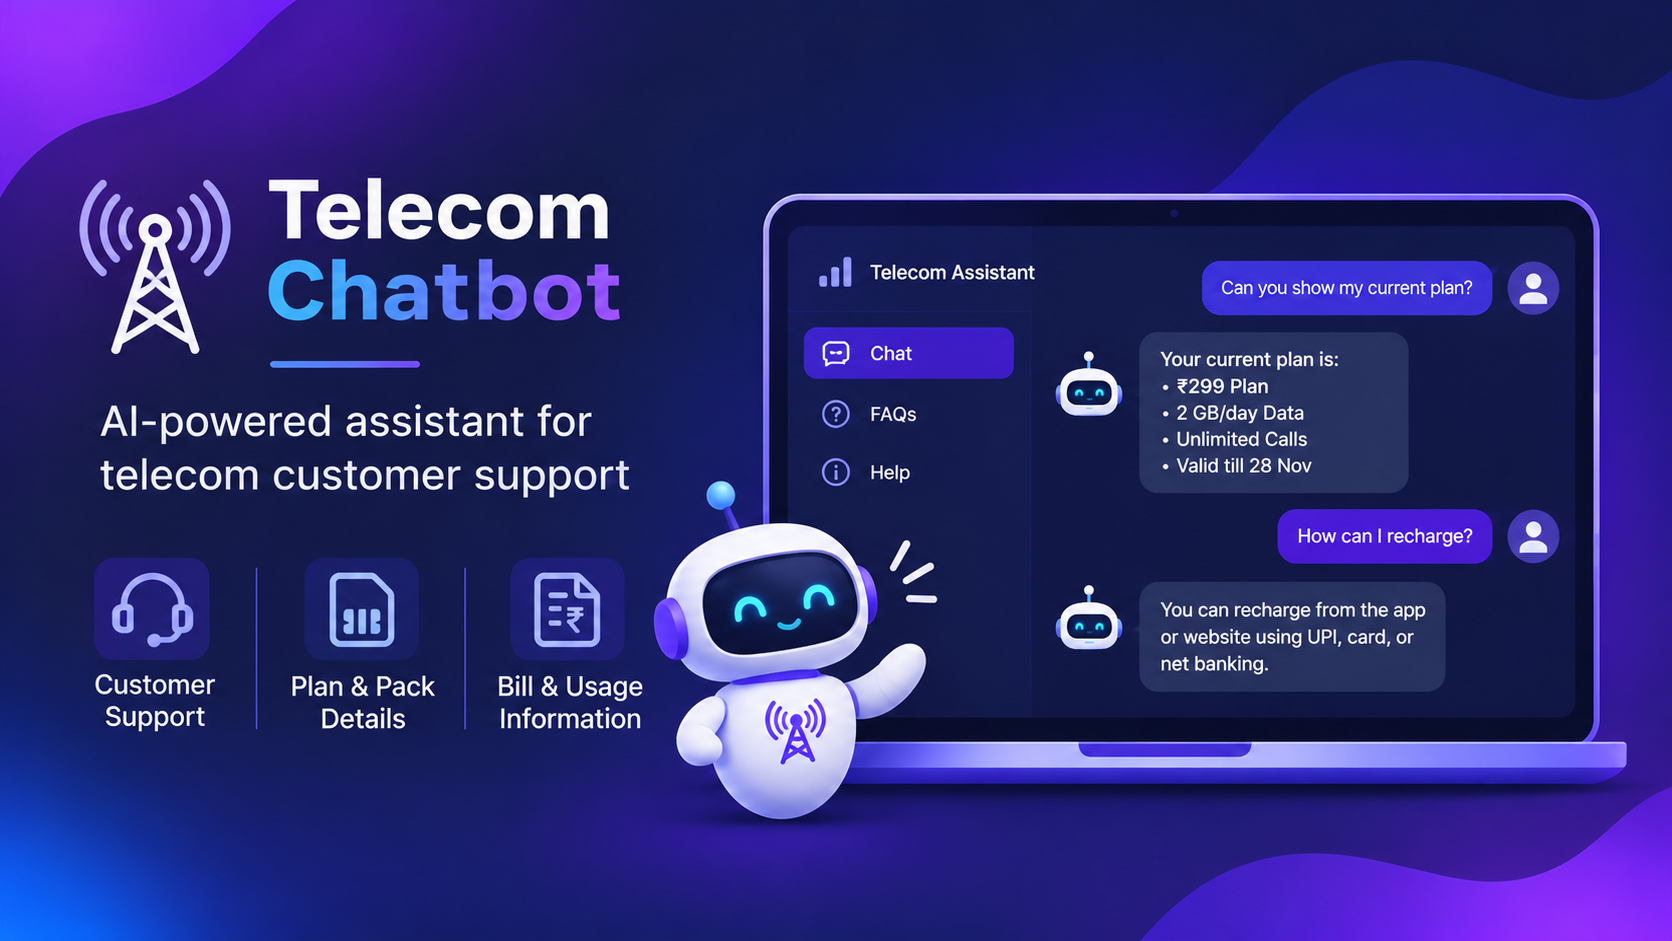 Telecom
Chatbot
AI-powered assistant for
telecom customer support
Customer
Support
Plan & Pack
Details
Bill & Usage
Information
Telecom Assistant
Chat
FAQs
Help
Can you show my current plan?
Your current plan is:
• ₹299 Plan
• 2 GB/day Data
• Unlimited Calls
• Valid till 28 Nov
How can I recharge?
You can recharge from the app
or website using UPI, card, or
net banking.